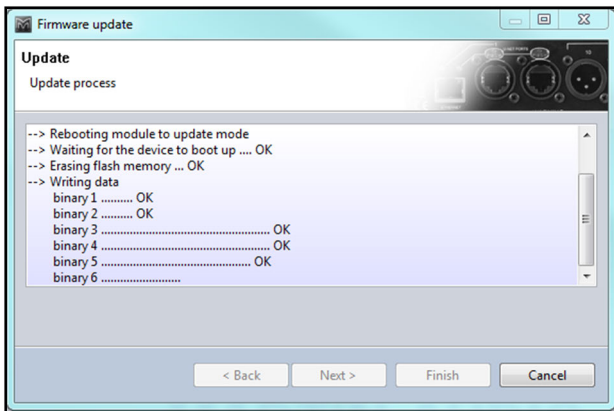 Firmware update
Update
Update process
--> Rebooting module to update mode
--> Waiting for the device to boot up .... OK
--> Erasing flash memory ... OK
--> Writing data
binary 1 .......... OK
binary 2 .......... OK
binary 3 ..................................................... OK
binary 4 ..................................................... OK
binary 5 ............................................... OK
binary 6 .........................
< Back
Next >
Finish
Cancel